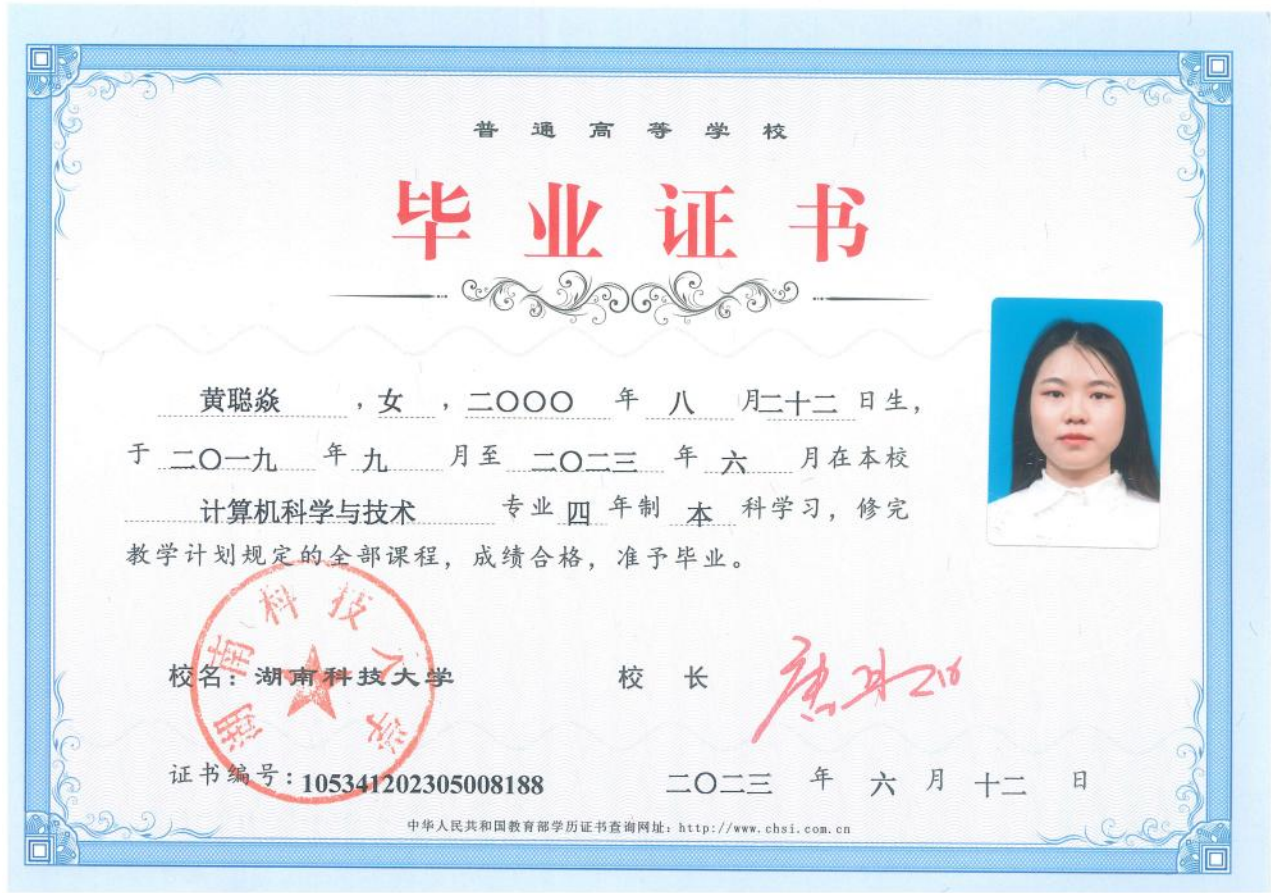 普通高等学校
毕业证书
黄聪焱，女，二〇〇〇年八月二十二日生，
于二〇一九年九月至二〇二三年六月在本校
计算机科学与技术专业四年制本科学习，修完
教学计划规定的全部课程，成绩合格，准予毕业。
湖南科技大学
校名：湖南科技大学 校长
证书编号：105341202305008188 二〇二三年六月十二日
中华人民共和国教育部学历证书查询网址：http://www.chsi.com.cn